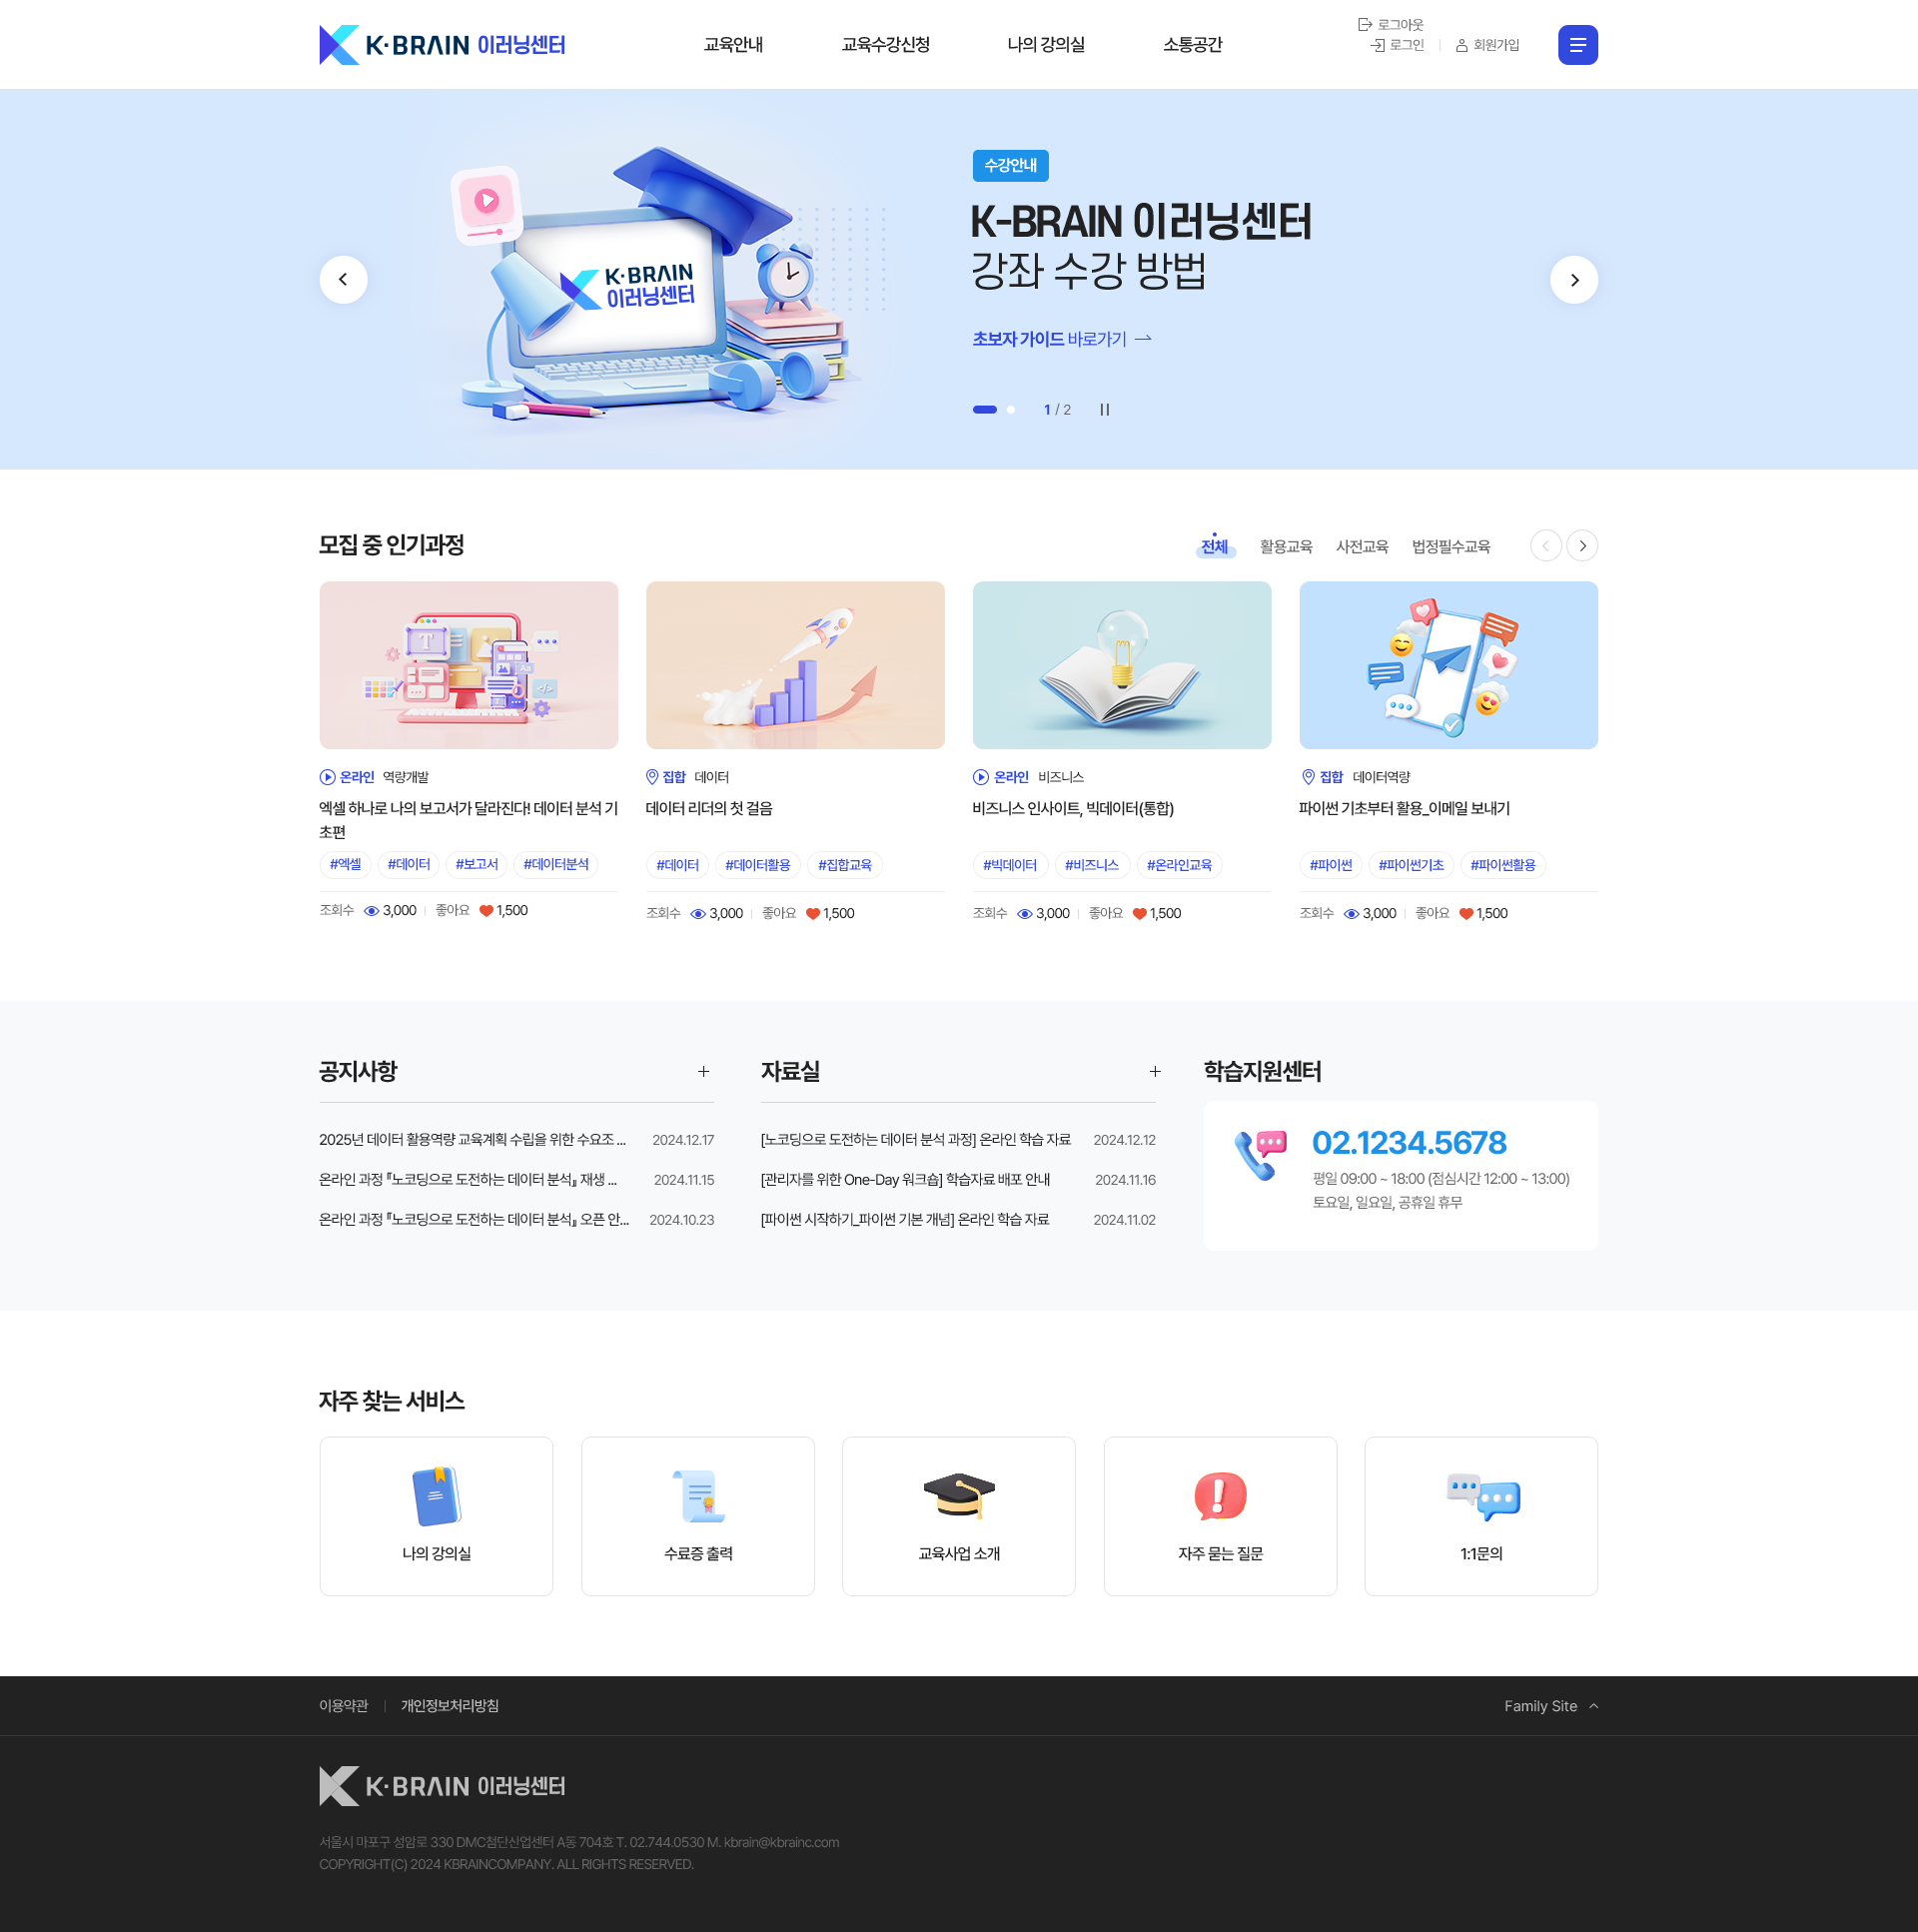 K·BRAIN 이러닝센터
교육안내
교육수강신청
나의 강의실
소통공간
로그아웃
로그인
회원가입
K·BRAIN
이러닝센터
수강안내
K-BRAIN 이러닝센터
강좌 수강 방법
초보자 가이드 바로가기
1 / 2
모집 중 인기과정
전체
활용교육
사전교육
법정필수교육
T
Aa
</>
온라인 역량개발
엑셀 하나로 나의 보고서가 달라진다! 데이터 분석 기
초편
#엑셀 #데이터 #보고서 #데이터분석
조회수 3,000 좋아요 1,500
집합 데이터
데이터 리더의 첫 걸음
#데이터 #데이터활용 #집합교육
조회수 3,000 좋아요 1,500
온라인 비즈니스
비즈니스 인사이트, 빅데이터(통합)
#빅데이터 #비즈니스 #온라인교육
조회수 3,000 좋아요 1,500
집합 데이터역량
파이썬 기초부터 활용_이메일 보내기
#파이썬 #파이썬기초 #파이썬활용
조회수 3,000 좋아요 1,500
공지사항
2025년 데이터 활용역량 교육계획 수립을 위한 수요조 ... 2024.12.17
온라인 과정 『노코딩으로 도전하는 데이터 분석』 재생 ... 2024.11.15
온라인 과정 『노코딩으로 도전하는 데이터 분석』 오픈 안... 2024.10.23
자료실
[노코딩으로 도전하는 데이터 분석 과정] 온라인 학습 자료 2024.12.12
[관리자를 위한 One-Day 워크숍] 학습자료 배포 안내 2024.11.16
[파이썬 시작하기_파이썬 기본 개념] 온라인 학습 자료 2024.11.02
학습지원센터
02.1234.5678
평일 09:00 ~ 18:00 (점심시간 12:00 ~ 13:00)
토요일, 일요일, 공휴일 휴무
자주 찾는 서비스
나의 강의실
수료증 출력
교육사업 소개
자주 묻는 질문
1:1문의
이용약관
개인정보처리방침
Family Site
K·BRAIN 이러닝센터
서울시 마포구 성암로 330 DMC첨단산업센터 A동 704호 T. 02.744.0530 M. kbrain@kbrainc.com
COPYRIGHT(C) 2024 KBRAINCOMPANY. ALL RIGHTS RESERVED.